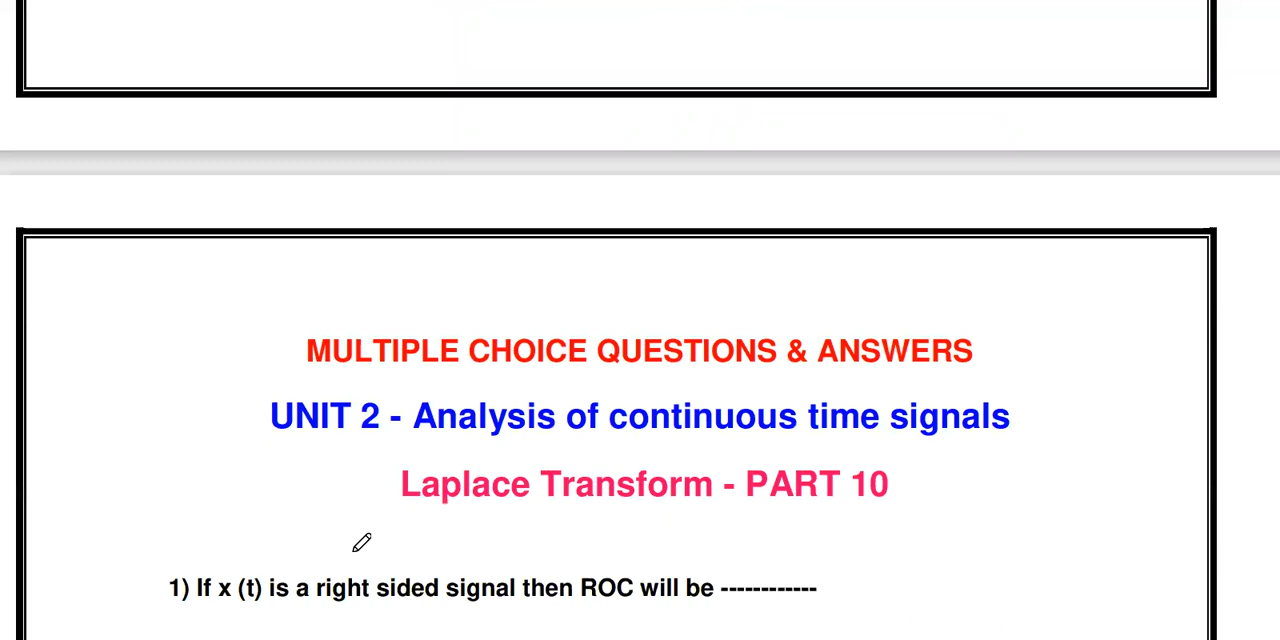 MULTIPLE CHOICE QUESTIONS & ANSWERS
UNIT 2 - Analysis of continuous time signals
Laplace Transform - PART 10
1) If x (t) is a right sided signal then ROC will be ------------